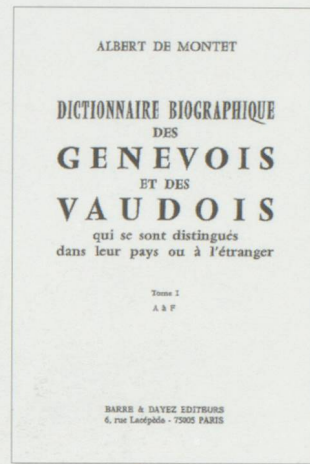 ALBERT DE MONTET
DICTIONNAIRE BIOGRAPHIQUE
DES
GENEVOIS
ET DES
VAUDOIS
qui se sont distingués
dans leur pays ou à l'étranger
Tome I
A à F
BARRE & DAYEZ EDITEURS
6, rue Lacépède - 75005 PARIS